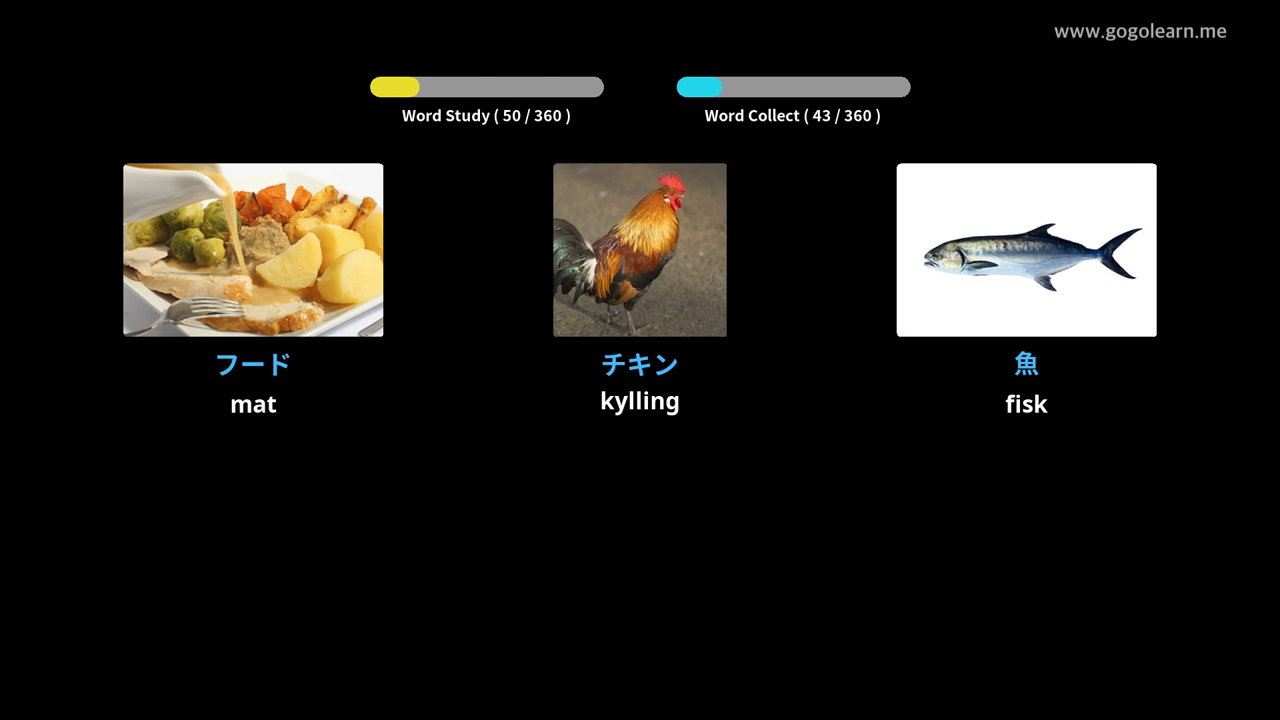 www.gogolearn.me
Word Study ( 50 / 360 )
Word Collect ( 43 / 360 )
フード
チキン
魚
mat
kylling
fisk